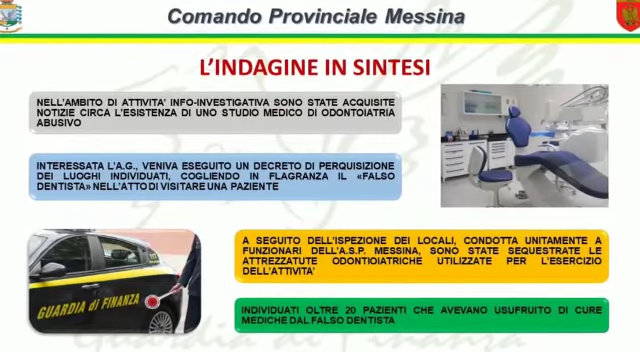 Comando Provinciale Messina
L'INDAGINE IN SINTESI
NELL'AMBITO DI ATTIVITA' INFO-INVESTIGATIVA SONO STATE ACQUISITE
NOTIZIE CIRCA L'ESISTENZA DI UNO STUDIO MEDICO DI ODONTOIATRIA
ABUSIVO
INTERESSATA L'A.G., VENIVA ESEGUITO UN DECRETO DI PERQUISIZIONE
DEI LUOGHI INDIVIDUATI, COGLIENDO IN FLAGRANZA IL «FALSO
DENTISTA» NELL'ATTO DI VISITARE UNA PAZIENTE
GUARDIA di FINANZA
A SEGUITO DELL'ISPEZIONE DEI LOCALI, CONDOTTA UNITAMENTE A
FUNZIONARI DELL'A.S.P. MESSINA, SONO STATE SEQUESTRATE LE
ATTREZZATUTE ODONTIOIATRICHE UTILIZZATE PER L'ESERCIZIO
DELL'ATTIVITA'
INDIVIDUATI OLTRE 20 PAZIENTI CHE AVEVANO USUFRUITO DI CURE
MEDICHE DAL FALSO DENTISTA
Guardia di Finanza